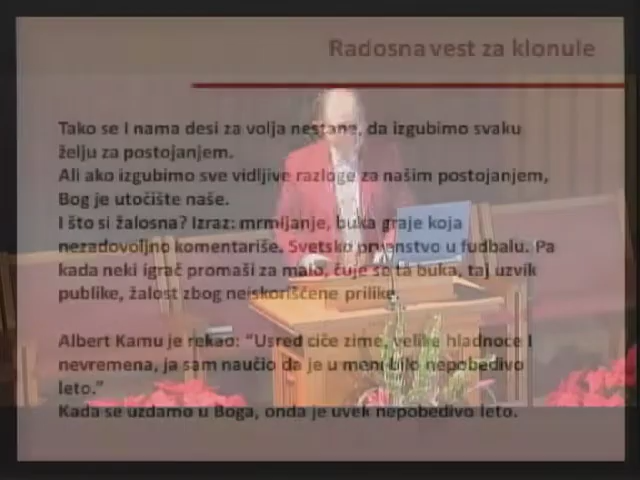 Radosna vest za klonule
Tako se I nama desi za volja nestane, da izgubimo svaku
želju za postojanjem.
Ali ako izgubimo sve vidljive razloge za našim postojanjem,
Bog je utočište naše.
I što si žalosna? Izraz: mrmljanje, buka graje koja
nezadovoljno komentariše. Svetsko prvenstvo u fudbalu. Pa
kada neki igrač promaši za malo, čuje se ta buka, taj uzvik
publike, žalost zbog neiskorišćene prilike.
Albert Kamu je rekao: “Usred ciče zime, velike hladnoće I
nevremena, ja sam naučio da je u meni bilo nepobedivo
leto.”
Kada se uzdamo u Boga, onda je uvek nepobedivo leto.